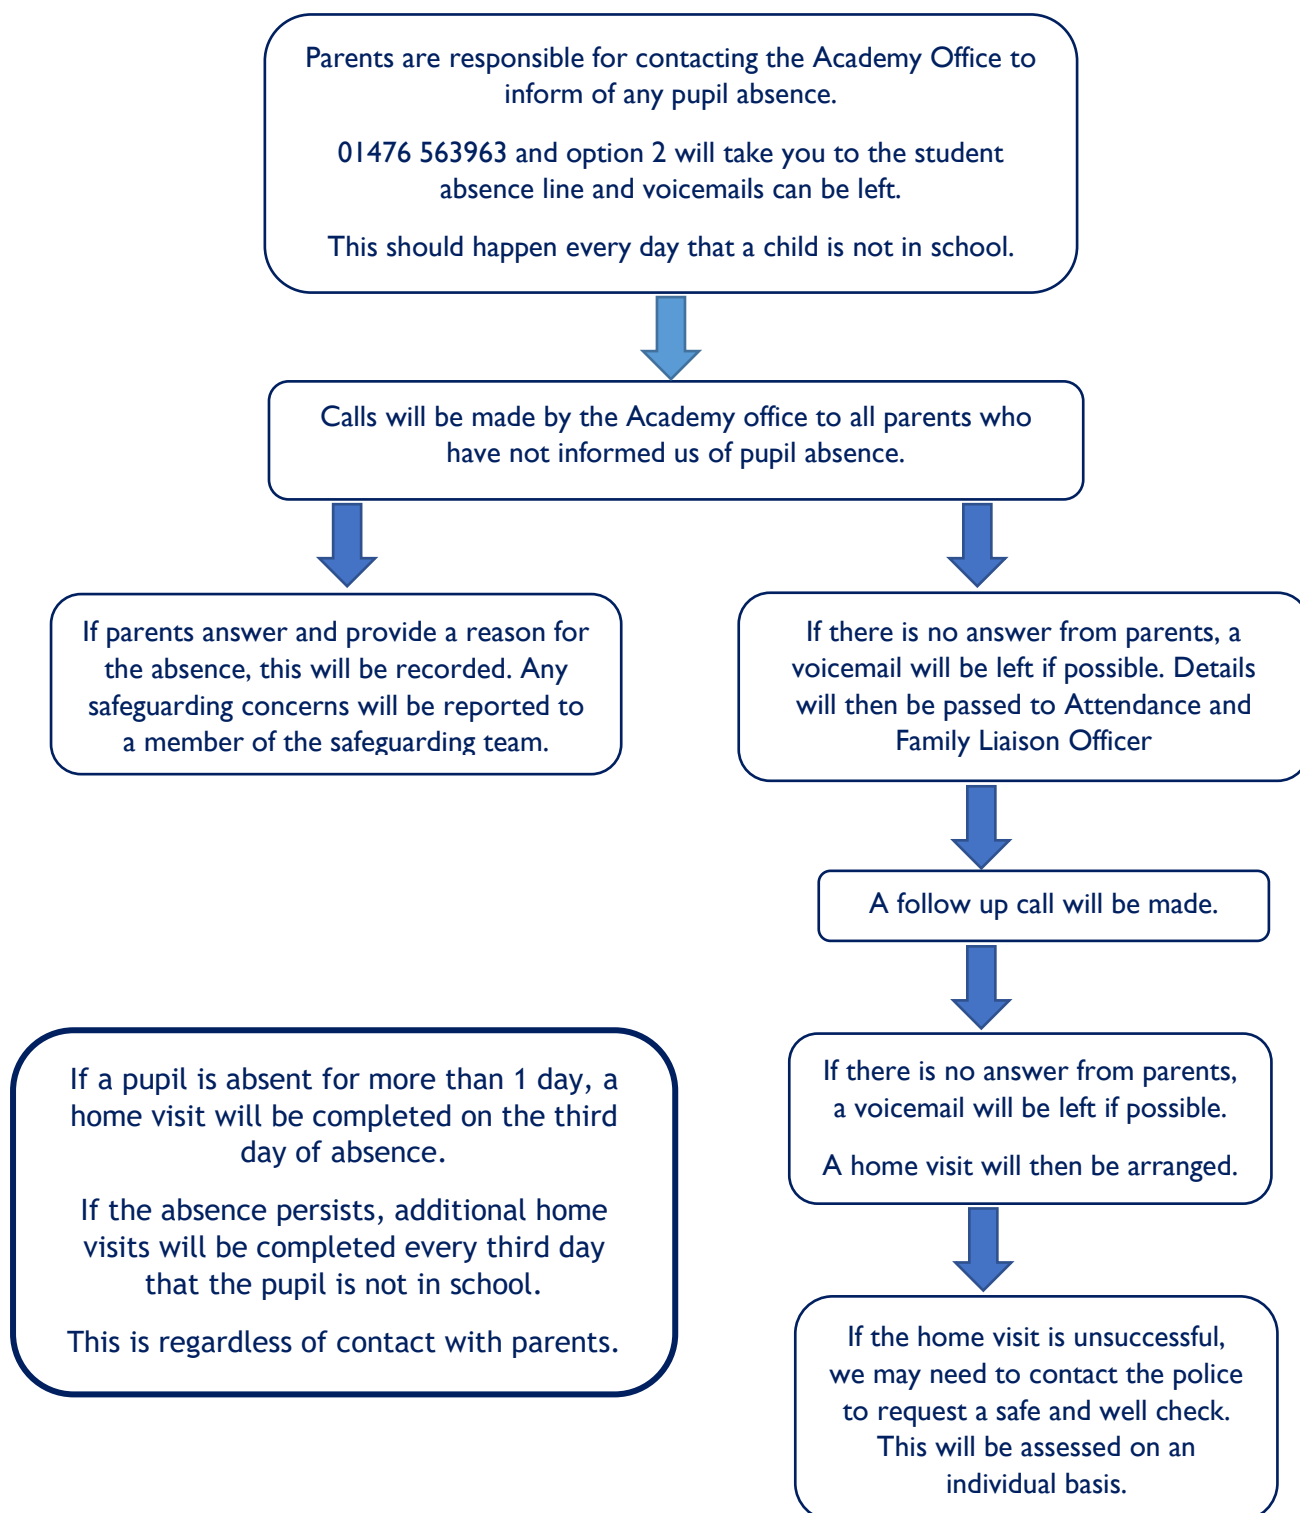 Parents are responsible for contacting the Academy Office to
inform of any pupil absence.
01476 563963 and option 2 will take you to the student
absence line and voicemails can be left.
This should happen every day that a child is not in school.
Calls will be made by the Academy office to all parents who
have not informed us of pupil absence.
If parents answer and provide a reason for
the absence, this will be recorded. Any
safeguarding concerns will be reported to
a member of the safeguarding team.
If there is no answer from parents, a
voicemail will be left if possible. Details
will then be passed to Attendance and
Family Liaison Officer
A follow up call will be made.
If there is no answer from parents,
a voicemail will be left if possible.
A home visit will then be arranged.
If the home visit is unsuccessful,
we may need to contact the police
to request a safe and well check.
This will be assessed on an
individual basis.
If a pupil is absent for more than 1 day, a
home visit will be completed on the third
day of absence.
If the absence persists, additional home
visits will be completed every third day
that the pupil is not in school.
This is regardless of contact with parents.